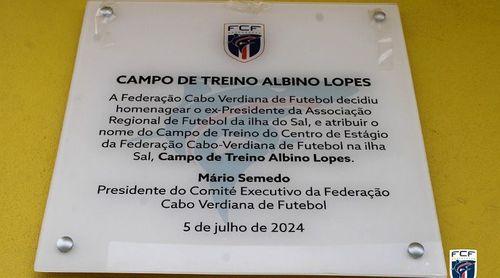 FCF
CAMPO DE TREINO ALBINO LOPES
A Federação Cabo Verdiana de Futebol decidiu
homenagear o ex-Presidente da Associação
Regional de Futebol da ilha do Sal, e atribuir o
nome do Campo de Treino do Centro de Estágio
da Federação Cabo-Verdiana de Futebol na ilha
Sal, Campo de Treino Albino Lopes.
Mário Semedo
Presidente do Comité Executivo da Federação
Cabo Verdiana de Futebol
5 de julho de 2024
FCF